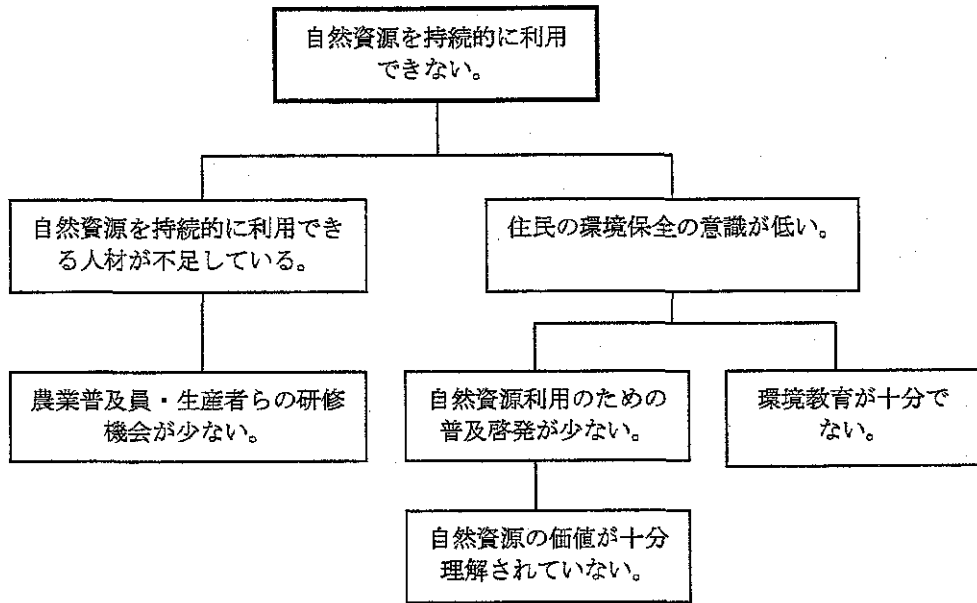 自然資源を持続的に利用
できない。
自然資源を持続的に利用でき
る人材が不足している。
住民の環境保全の意識が低い。
農業普及員・生産者らの研修
機会が少ない。
自然資源利用のための
普及啓発が少ない。
環境教育が十分で
ない。
自然資源の価値が十分
理解されていない。